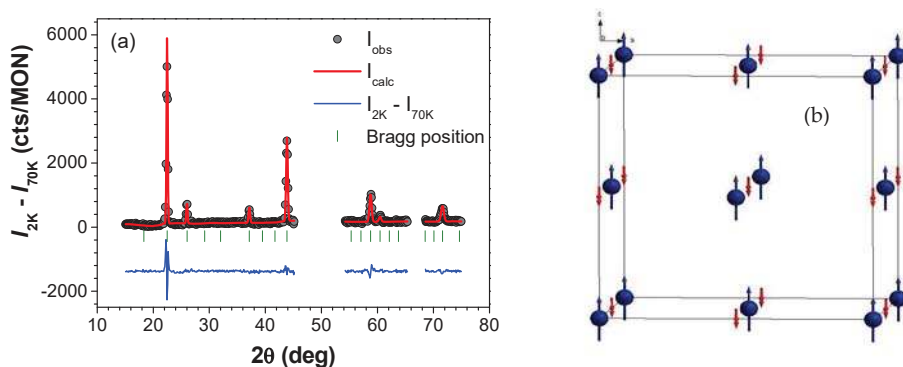 (a)
I_obs
I_calc
I_2K - I_70K
Bragg position
6000
4000
2000
0
-2000
I_2K - I_70K (cts/MON)
10 20 30 40 50 60 70 80
2θ (deg)
(b)